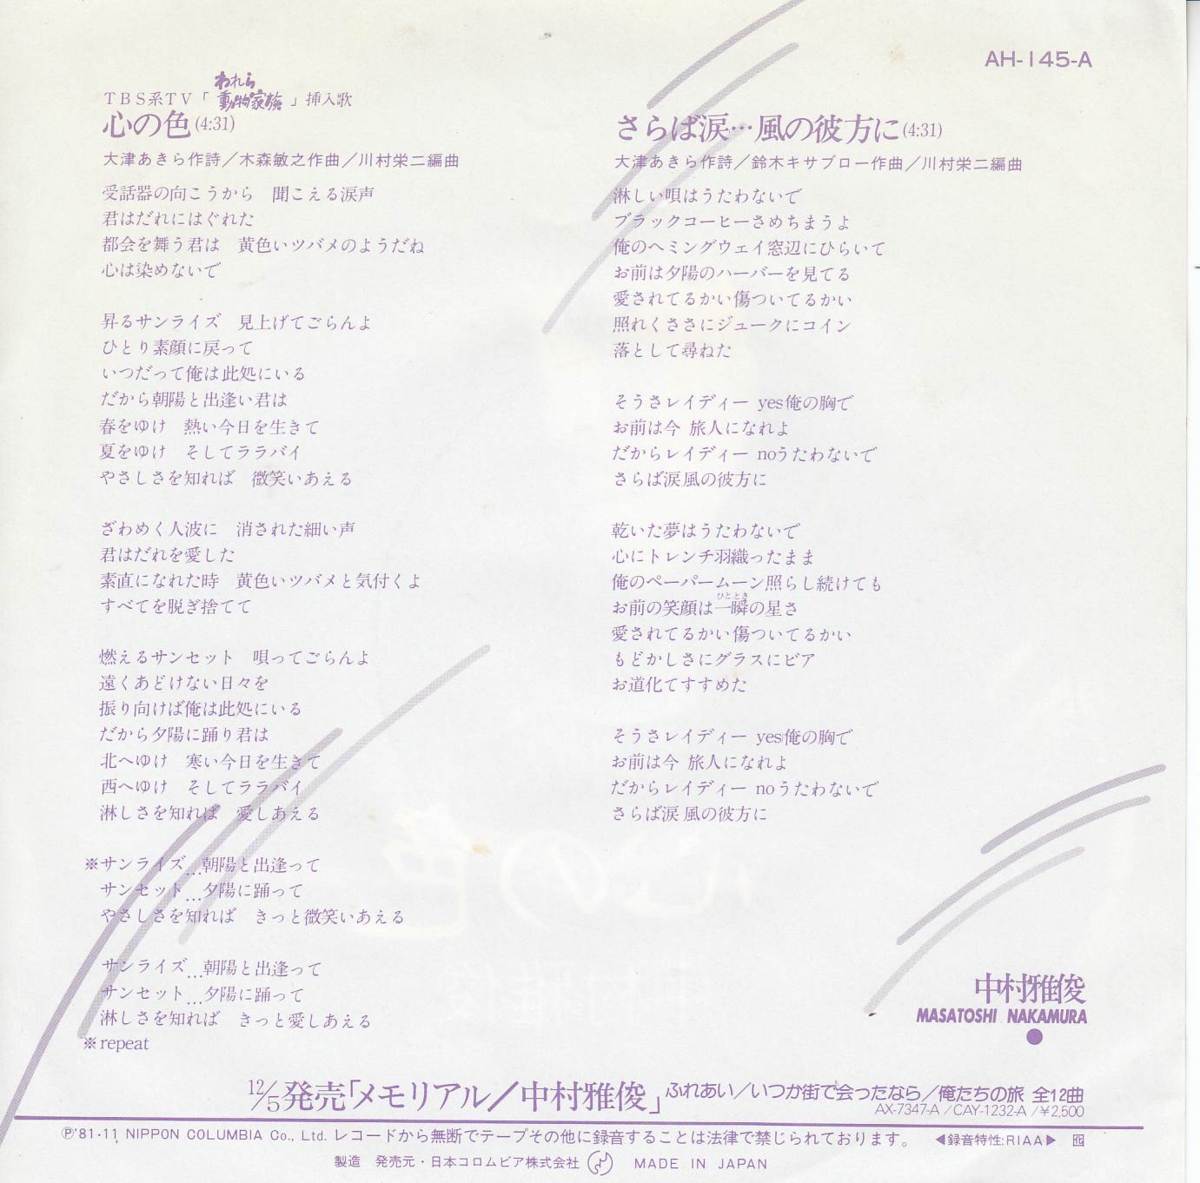 AH-145-A
TBS系TV「われら動物家族」挿入歌
心の色(4:31)
大津あきら作詩／木森敏之作曲／川村栄二編曲
受話器の向こうから　聞こえる涙声
君はだれにはぐれた
都会を舞う君は　黄色いツバメのようだね
心は染めないで
昇るサンライズ　見上げてごらんよ
ひとり素顔に戻って
いつだって俺は此処にいる
だから朝陽と出逢い君は
春をゆけ　熱い今日を生きて
夏をゆけ　そしてララバイ
やさしさを知れば　微笑いあえる
ざわめく人波に　消された細い声
君はだれを愛した
素直になれた時　黄色いツバメと気付くよ
すべてを脱ぎ捨てて
燃えるサンセット　唄ってごらんよ
遠くあどけない日々を
振り向けば俺は此処にいる
だから夕陽に踊り君は
北へゆけ　寒い今日を生きて
西へゆけ　そしてララバイ
淋しさを知れば　愛しあえる
※サンライズ…朝陽と出逢って
サンセット…夕陽に踊って
やさしさを知れば　きっと微笑いあえる
サンライズ…朝陽と出逢って
サンセット…夕陽に踊って
淋しさを知れば　きっと愛しあえる
※repeat
さらば涙…風の彼方に(4:31)
大津あきら作詩／鈴木キサブロー作曲／川村栄二編曲
淋しい唄はうたわないで
ブラックコーヒーさめちまうよ
俺のヘミングウェイ窓辺にひらいて
お前は夕陽のハーバーを見てる
愛されてるかい傷ついてるかい
照れくささにジュークにコイン
落として尋ねた
そうさレイディー yes俺の胸で
お前は今 旅人になれよ
だからレイディー noうたわないで
さらば涙 風の彼方に
乾いた夢はうたわないで
心にトレンチ羽織ったまま
俺のペーパームーン照らし続けても
ひととき
お前の笑顔は一瞬の星さ
愛されてるかい傷ついてるかい
もどかしさにグラスにビア
お道化てすすめた
そうさレイディー yes俺の胸で
お前は今 旅人になれよ
だからレイディー noうたわないで
さらば涙 風の彼方に
中村雅俊
MASATOSHI NAKAMURA
12/5発売「メモリアル／中村雅俊」ふれあい／いつか街で会ったなら／俺たちの旅 全12曲
AX-7347-A / CAY-1232-A / ¥2,500
Ⓟ'81・11 NIPPON COLUMBIA Co., Ltd. レコードから無断でテープその他に録音することは法律で禁じられております。 ◀録音特性:RIAA▶
製造　発売元・日本コロムビア株式会社 MADE IN JAPAN